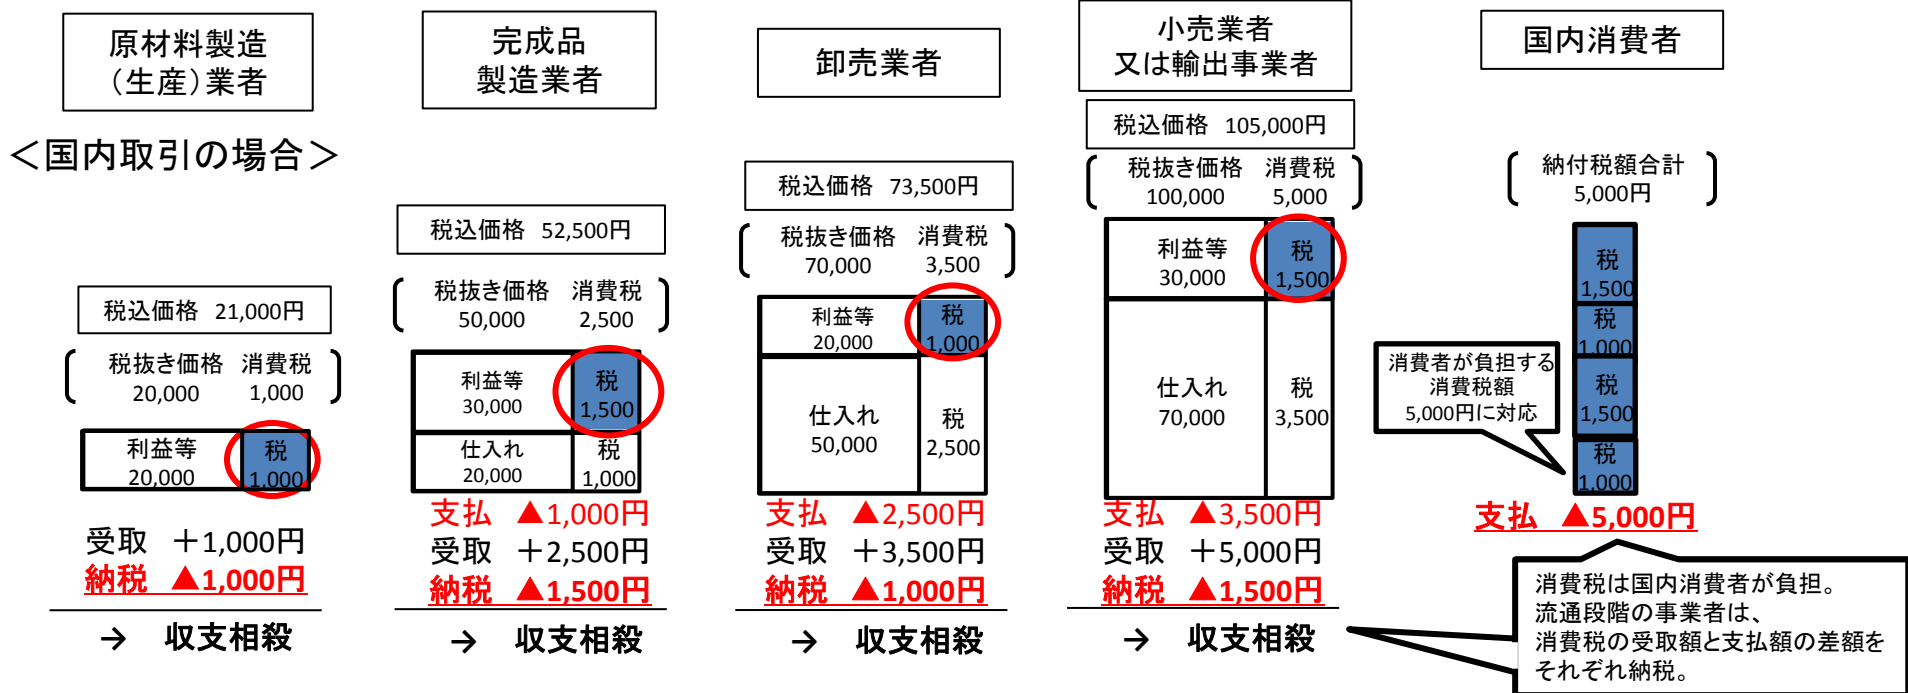 原材料製造
(生産)業者
完成品
製造業者
卸売業者
小売業者
又は輸出事業者
国内消費者
＜国内取引の場合＞
税込価格 21,000円
税抜き価格 消費税
20,000 1,000
利益等
20,000
税
1,000
受取 ＋1,000円
納税 ▲1,000円
→ 収支相殺
税込価格 52,500円
税抜き価格 消費税
50,000 2,500
利益等
30,000
税
1,500
仕入れ
20,000
税
1,000
支払 ▲1,000円
受取 ＋2,500円
納税 ▲1,500円
→ 収支相殺
税込価格 73,500円
税抜き価格 消費税
70,000 3,500
利益等
20,000
税
1,000
仕入れ
50,000
税
2,500
支払 ▲2,500円
受取 ＋3,500円
納税 ▲1,000円
→ 収支相殺
税込価格 105,000円
税抜き価格 消費税
100,000 5,000
利益等
30,000
税
1,500
仕入れ
70,000
税
3,500
支払 ▲3,500円
受取 ＋5,000円
納税 ▲1,500円
→ 収支相殺
納付税額合計
5,000円
税
1,500
税
1,000
税
1,500
税
1,000
消費者が負担する
消費税額
5,000円に対応
支払 ▲5,000円
消費税は国内消費者が負担。
流通段階の事業者は、
消費税の受取額と支払額の差額を
それぞれ納税。